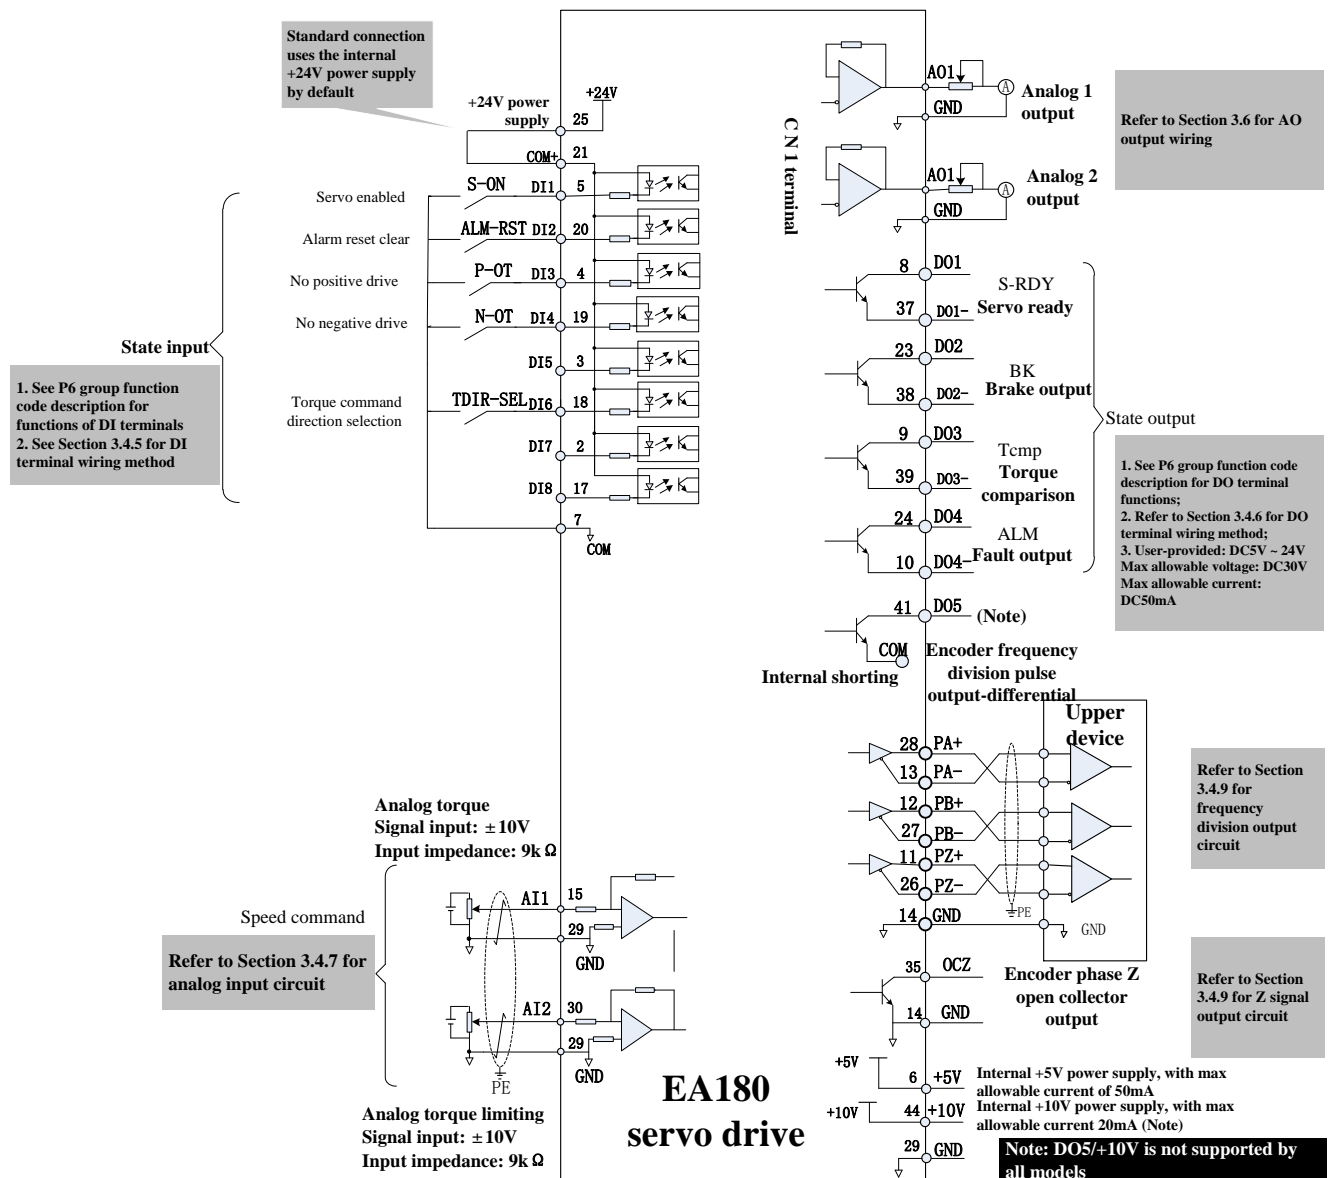 Standard connection
uses the internal
+24V power supply
by default
+24V power
supply
+24V
25
COM+
21
Servo enabled
S-ON
DI1
5
Alarm reset clear
ALM-RST
DI2
20
No positive drive
P-OT
DI3
4
No negative drive
N-OT
DI4
19
DI5
3
Torque command
direction selection
TDIR-SEL
DI6
18
DI7
2
DI8
17
7
COM
State input
1. See P6 group function
code description for
functions of DI terminals
2. See Section 3.4.5 for DI
terminal wiring method
CN1 terminal
AO1
GND
A
Analog 1
output
AO1
GND
A
Analog 2
output
Refer to Section 3.6 for AO
output wiring
8
DO1
S-RDY
Servo ready
37
DO1-
23
DO2
BK
Brake output
38
DO2-
9
DO3
Tcmp
Torque
comparison
39
DO3-
24
DO4
ALM
Fault output
10
DO4-
State output
1. See P6 group function code
description for DO terminal
functions;
2. Refer to Section 3.4.6 for DO
terminal wiring method;
3. User-provided: DC5V ~ 24V
Max allowable voltage: DC30V
Max allowable current:
DC50mA
41
DO5
(Note)
COM
Internal shorting
Encoder frequency
division pulse
output-differential
Upper
device
28
PA+
13
PA-
12
PB+
27
PB-
11
PZ+
26
PZ-
14
GND
PE
GND
Refer to Section
3.4.9 for
frequency
division output
circuit
Analog torque
Signal input: ±10V
Input impedance: 9kΩ
AI1
15
29
GND
Speed command
Refer to Section 3.4.7 for
analog input circuit
AI2
30
29
GND
PE
Analog torque limiting
Signal input: ±10V
Input impedance: 9kΩ
35
OCZ
14
GND
Encoder phase Z
open collector
output
Refer to Section
3.4.9 for Z signal
output circuit
+5V
6
+5V
Internal +5V power supply, with max
allowable current of 50mA
+10V
44
+10V
Internal +10V power supply, with max
allowable current 20mA (Note)
29
GND
EA180
servo drive
Note: DO5/+10V is not supported by
all models